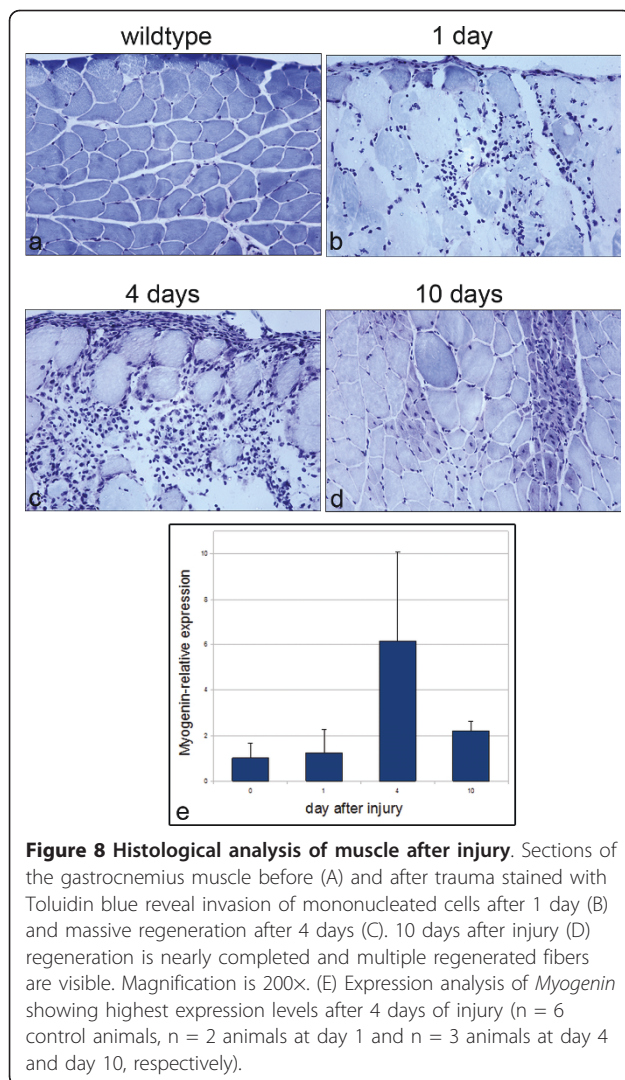 wildtype
1 day
a
b
4 days
10 days
c
d
10
8
6
4
2
0
Myogenin-relative expression
0
1
4
10
day after injury
e
Figure 8 Histological analysis of muscle after injury. Sections of
the gastrocnemius muscle before (A) and after trauma stained with
Toluidin blue reveal invasion of mononucleated cells after 1 day (B)
and massive regeneration after 4 days (C). 10 days after injury (D)
regeneration is nearly completed and multiple regenerated fibers
are visible. Magnification is 200×. (E) Expression analysis of Myogenin
showing highest expression levels after 4 days of injury (n = 6
control animals, n = 2 animals at day 1 and n = 3 animals at day 4
and day 10, respectively).